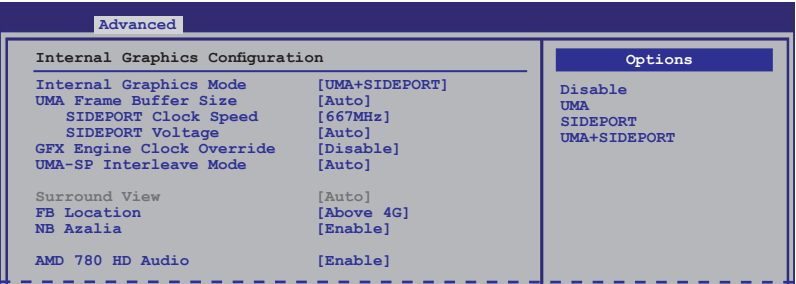 Advanced
Internal Graphics Configuration
Internal Graphics Mode [UMA+SIDEPORT]
UMA Frame Buffer Size [Auto]
SIDEPORT Clock Speed [667MHz]
SIDEPORT Voltage [Auto]
GFX Engine Clock Override [Disable]
UMA-SP Interleave Mode [Auto]
Surround View [Auto]
FB Location [Above 4G]
NB Azalia [Enable]
AMD 780 HD Audio [Enable]
Options
Disable
UMA
SIDEPORT
UMA+SIDEPORT